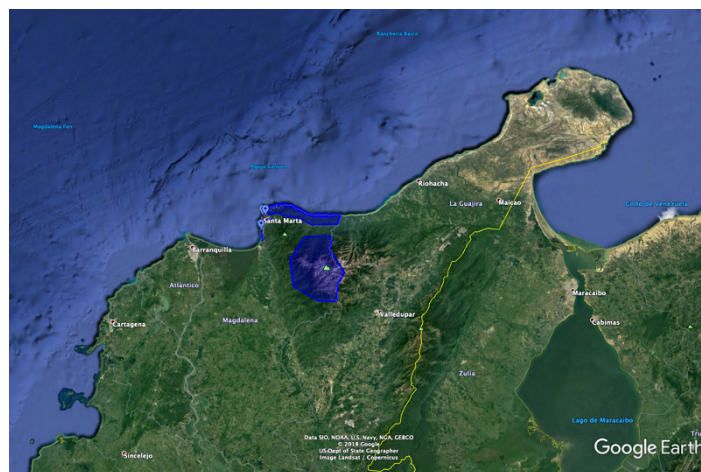 Rancheria Basin
Magdalena Fan
Riohacha
La Guajira
Maicao
Golfo de Venezuela
Santa Marta
Barranquilla
Atlántico
Maracaibo
Cartagena
Magdalena
Valledupar
Cabimas
Zulia
Lago de Maracaibo
Data SIO, NOAA, U.S. Navy, NGA, GEBCO
© 2018 Google
US Dept of State Geographer
Image Landsat / Copernicus
Sincelejo
Tru
Google Earth